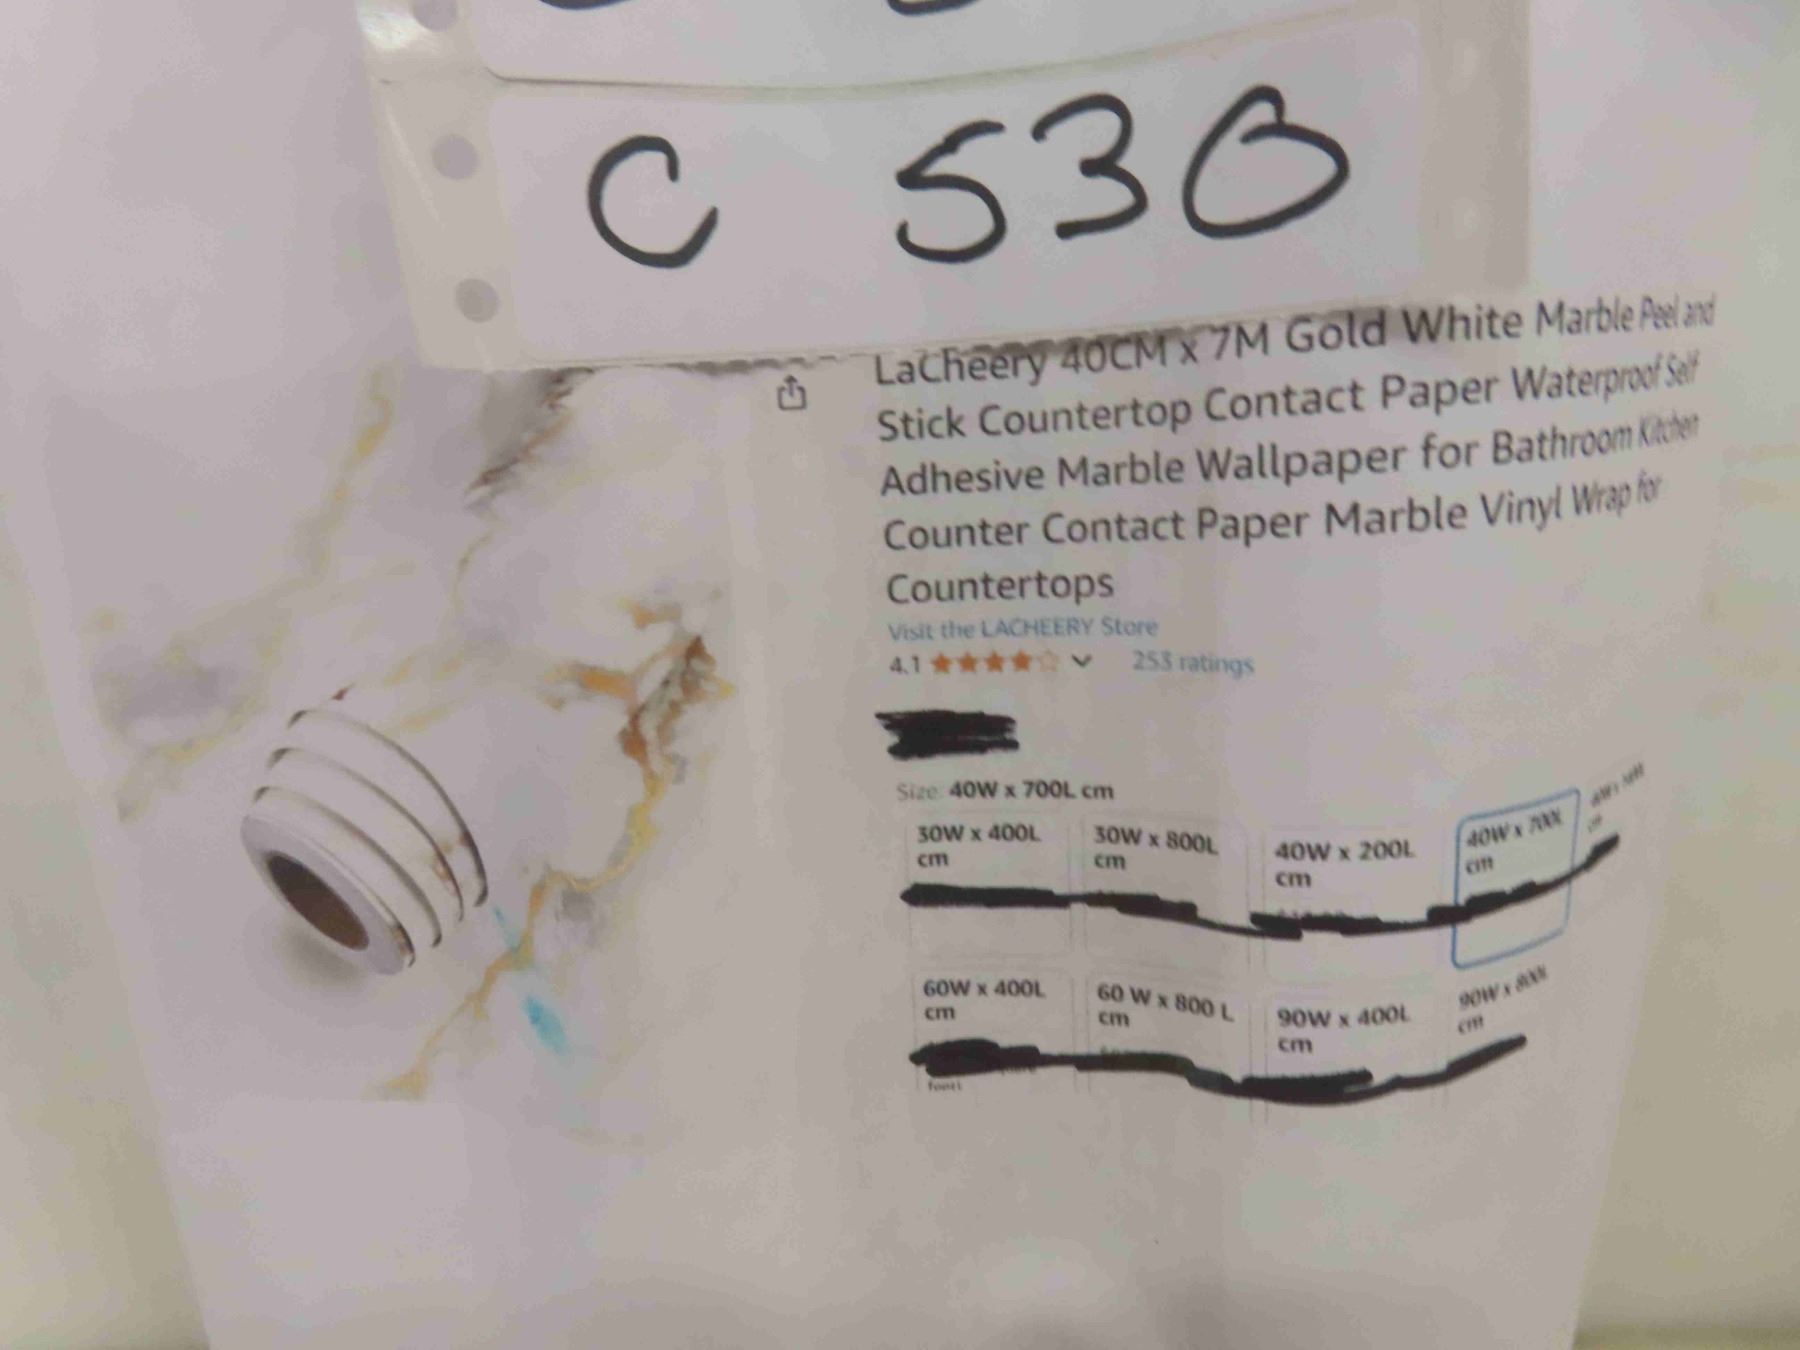 C 530
LaCheery 40CM x 7M Gold White Marble Peel and
Stick Countertop Contact Paper Waterproof Self
Adhesive Marble Wallpaper for Bathroom Kitchen
Counter Contact Paper Marble Vinyl Wrap for
Countertops
Visit the LACHEERY Store
4.1 253 ratings
Size: 40W x 700L cm
30W x 400L cm
30W x 800L cm
40W x 200L cm
40W x 700L cm
60W x 400L cm
60 W x 800 L cm
90W x 400L cm
90W x 800L cm